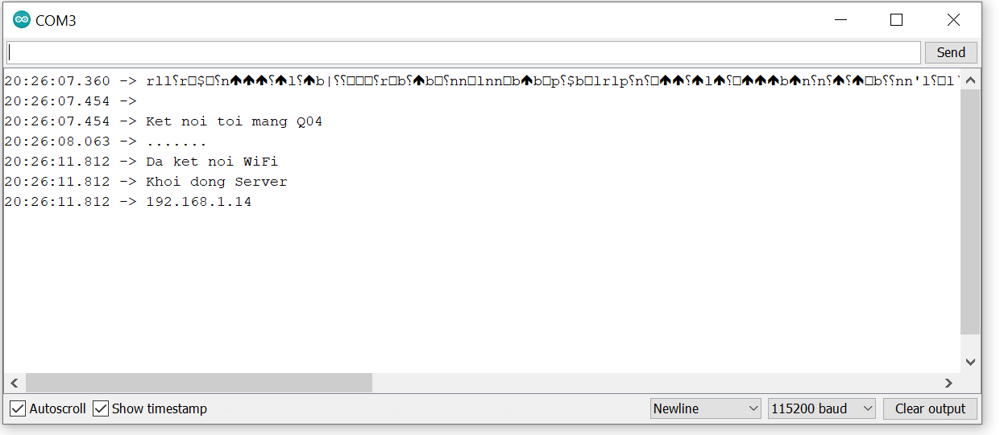 COM3
Send
20:26:07.360 ->
20:26:07.454 ->
20:26:07.454 -> Ket noi toi mang Q04
20:26:08.063 -> .......
20:26:11.812 -> Da ket noi WiFi
20:26:11.812 -> Khoi dong Server
20:26:11.812 -> 192.168.1.14
Autoscroll Show timestamp Newline 115200 baud Clear output